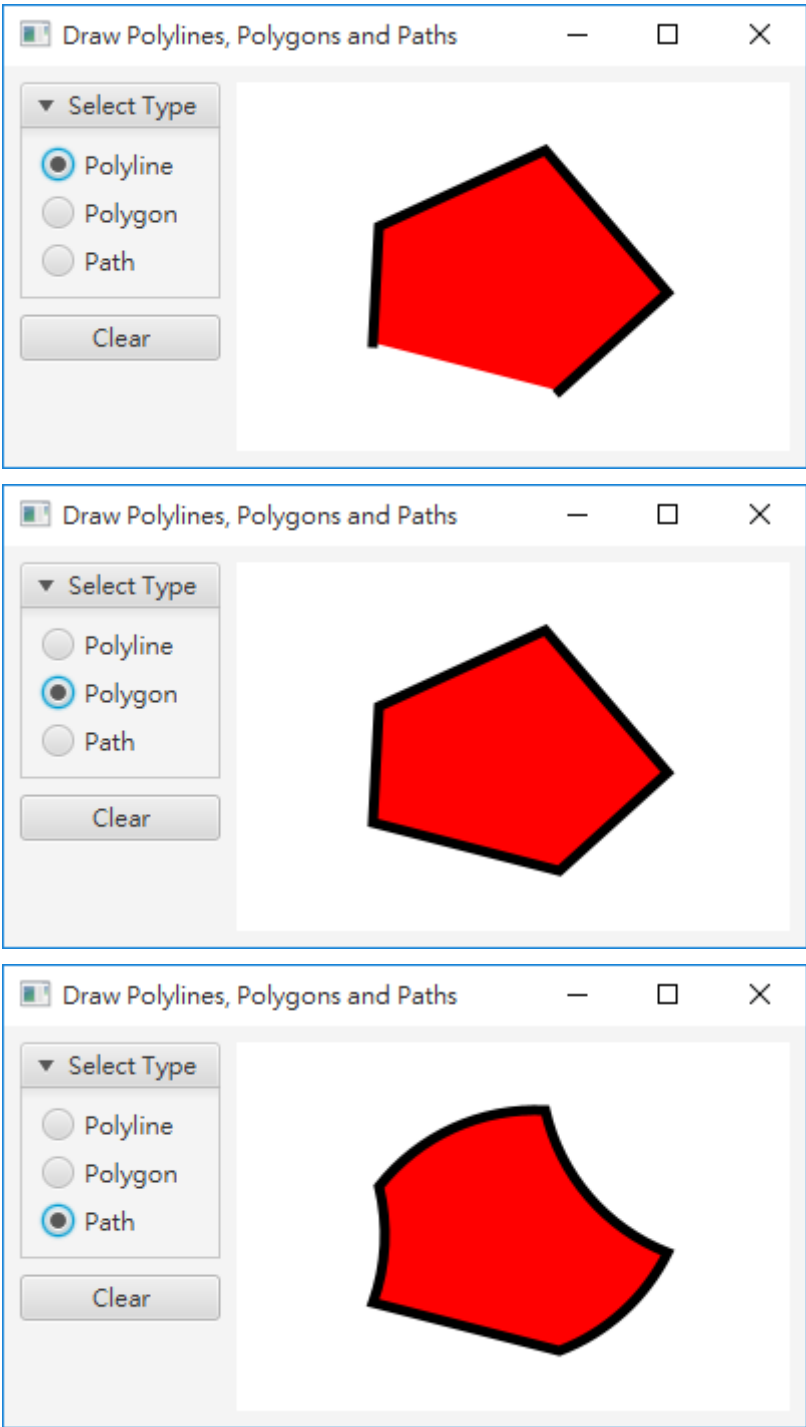 Draw Polylines, Polygons and Paths
Select Type
Polyline
Polygon
Path
Clear
Draw Polylines, Polygons and Paths
Select Type
Polyline
Polygon
Path
Clear
Draw Polylines, Polygons and Paths
Select Type
Polyline
Polygon
Path
Clear